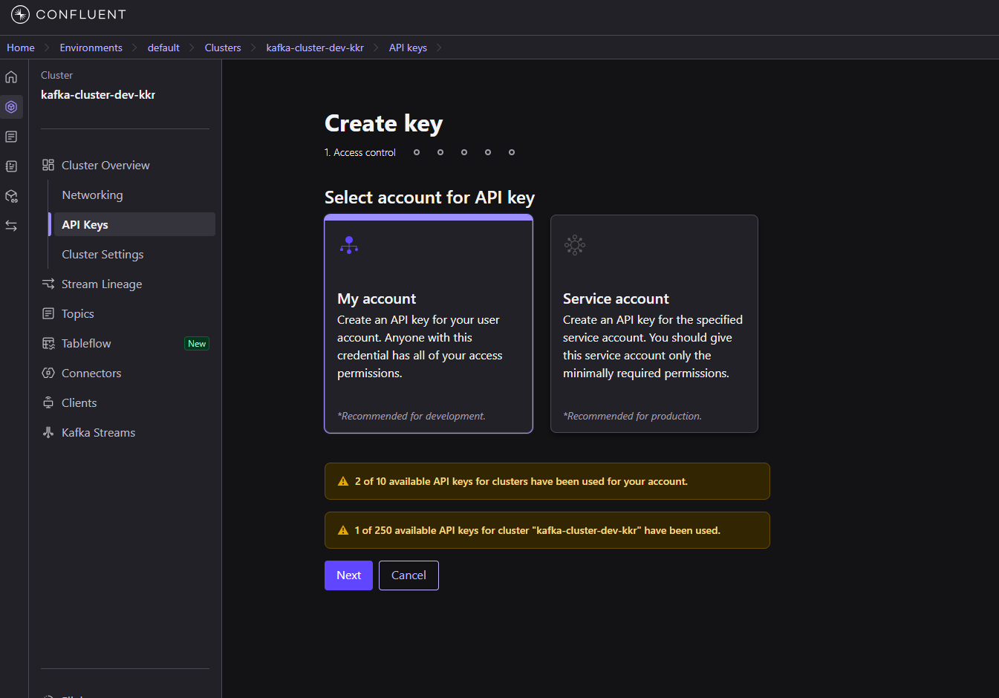 CONFLUENT
Home
Environments
default
Clusters
kafka-cluster-dev-kkr
API keys
Cluster
kafka-cluster-dev-kkr
Cluster Overview
Networking
API Keys
Cluster Settings
Stream Lineage
Topics
Tableflow
New
Connectors
Clients
Kafka Streams
Create key
1. Access control
Select account for API key
My account
Create an API key for your user
account. Anyone with this
credential has all of your access
permissions.
*Recommended for development.
Service account
Create an API key for the specified
service account. You should give
this service account only the
minimally required permissions.
*Recommended for production.
2 of 10 available API keys for clusters have been used for your account.
1 of 250 available API keys for cluster "kafka-cluster-dev-kkr" have been used.
Next
Cancel